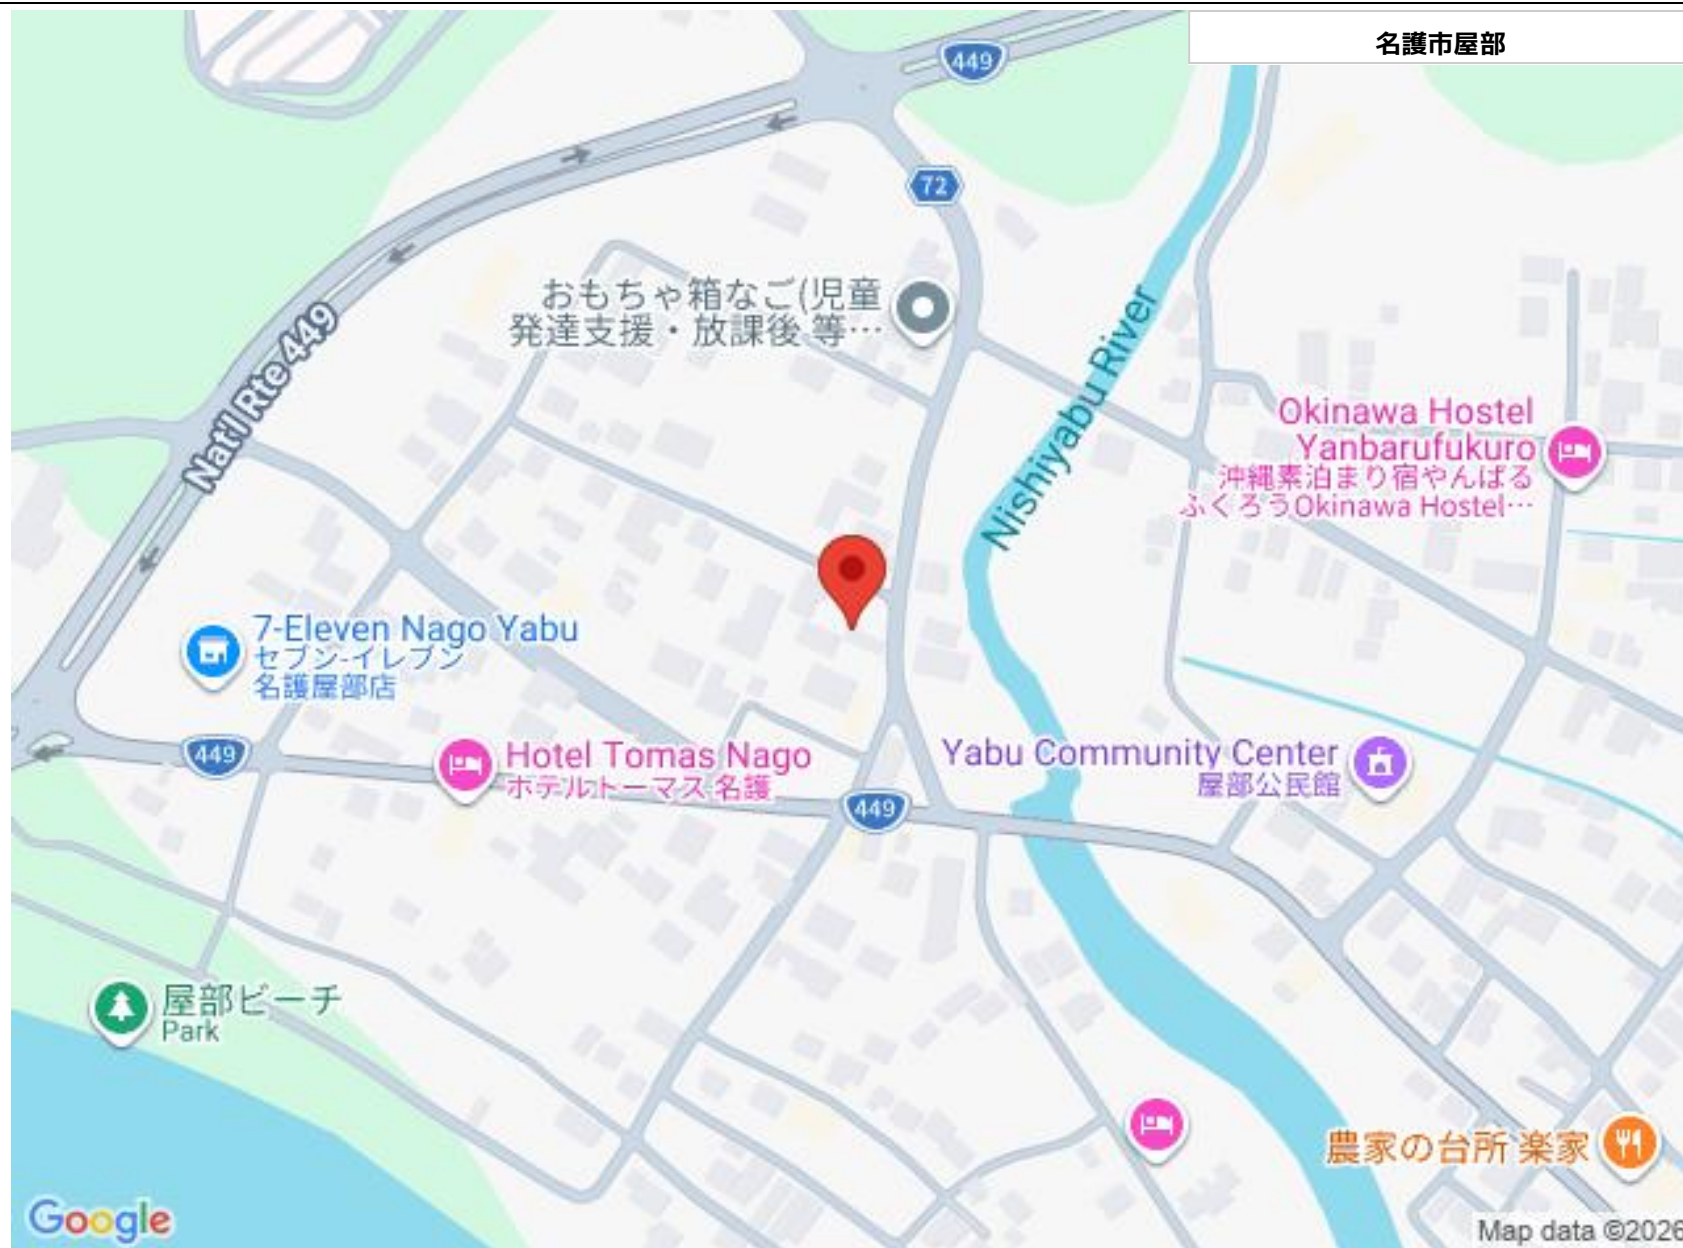 名護市屋部
449
72
おもちゃ箱なご(児童
発達支援・放課後 等…
Nat'l Rte 449
Nishiyabu River
Okinawa Hostel
Yanbarufukuro
沖縄素泊まり宿やんばる
ふくろうOkinawa Hostel…
7-Eleven Nago Yabu
セブン-イレブン
名護屋部店
449
Hotel Tomas Nago
ホテルトーマス 名護
449
Yabu Community Center
屋部公民館
屋部ビーチ
Park
農家の台所 楽家
Google
Map data ©2026